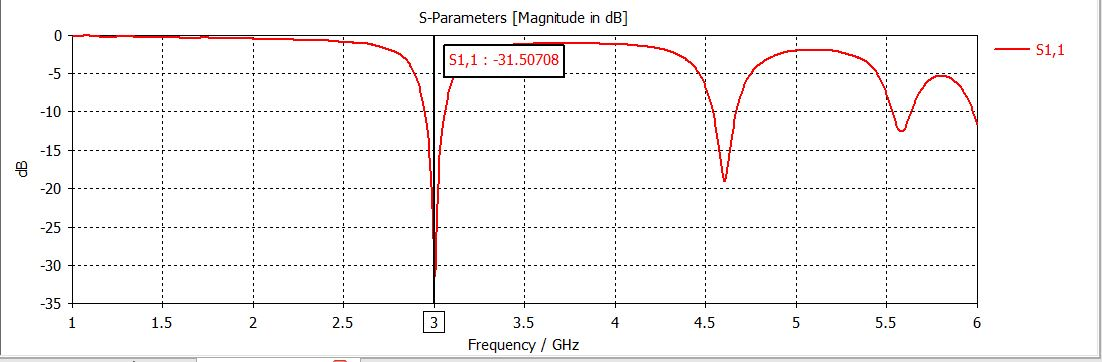 S-Parameters [Magnitude in dB]
0
-5
-10
-15
-20
-25
-30
-35
dB
S1,1 : -31.50708
S1,1
1 1.5 2 2.5 3 3.5 4 4.5 5 5.5 6
Frequency / GHz